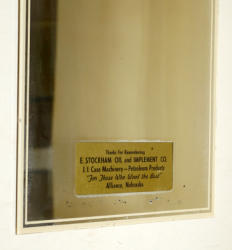 Thanks For Remembering
E. STOCKHAM OIL and IMPLEMENT CO.
J. I. Case Machinery — Petroleum Products
"For Those Who Want the Best"
Alliance, Nebraska